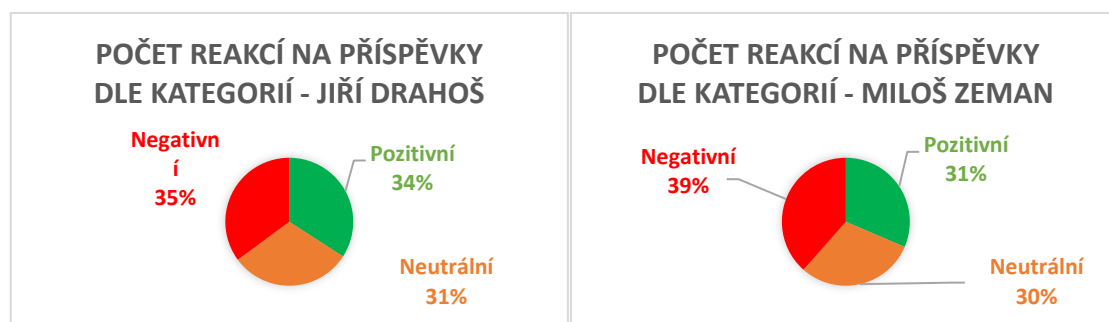 POČET REAKCÍ NA PŘÍSPĚVKY
DLE KATEGORIÍ - JIŘÍ DRAHOŠ
Negativn
í
35%
Pozitivní
34%
Neutrální
31%
POČET REAKCÍ NA PŘÍSPĚVKY
DLE KATEGORIÍ - MILOŠ ZEMAN
Negativní
39%
Pozitivní
31%
Neutrální
30%